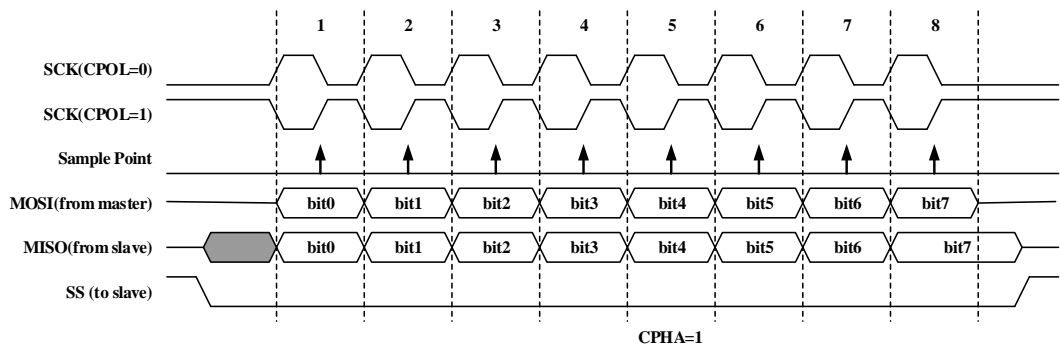 1 2 3 4 5 6 7 8
SCK(CPOL=0)
SCK(CPOL=1)
Sample Point
MOSI(from master) bit0 bit1 bit2 bit3 bit4 bit5 bit6 bit7
MISO(from slave) bit0 bit1 bit2 bit3 bit4 bit5 bit6 bit7
SS (to slave)
CPHA=1